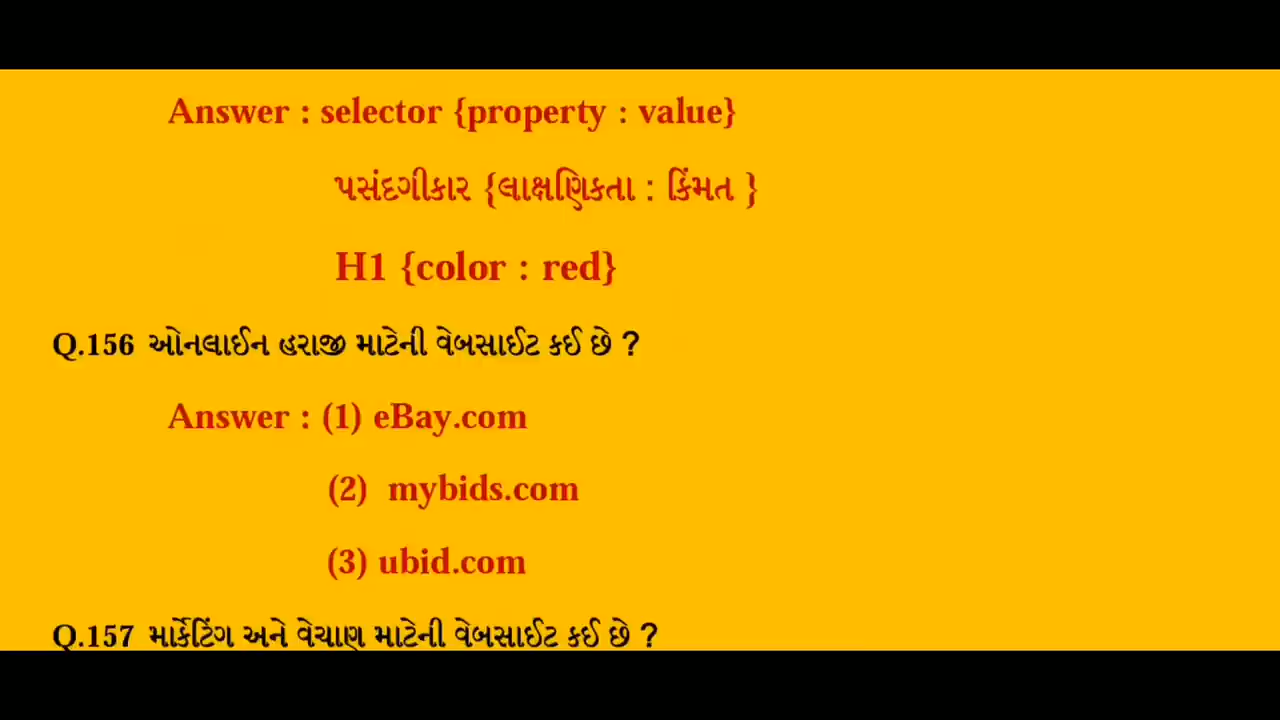 Answer : selector {property : value}
પસંદગીકાર {લાક્ષણિકતા : કિંમત }
H1 {color : red}
Q.156 ઓનલાઈન હરાજી માટેની વેબસાઈટ કઈ છે ?
Answer : (1) eBay.com
(2) mybids.com
(3) ubid.com
Q.157 માર્કેટિંગ અને વેચાણ માટેની વેબસાઈટ કઈ છે ?